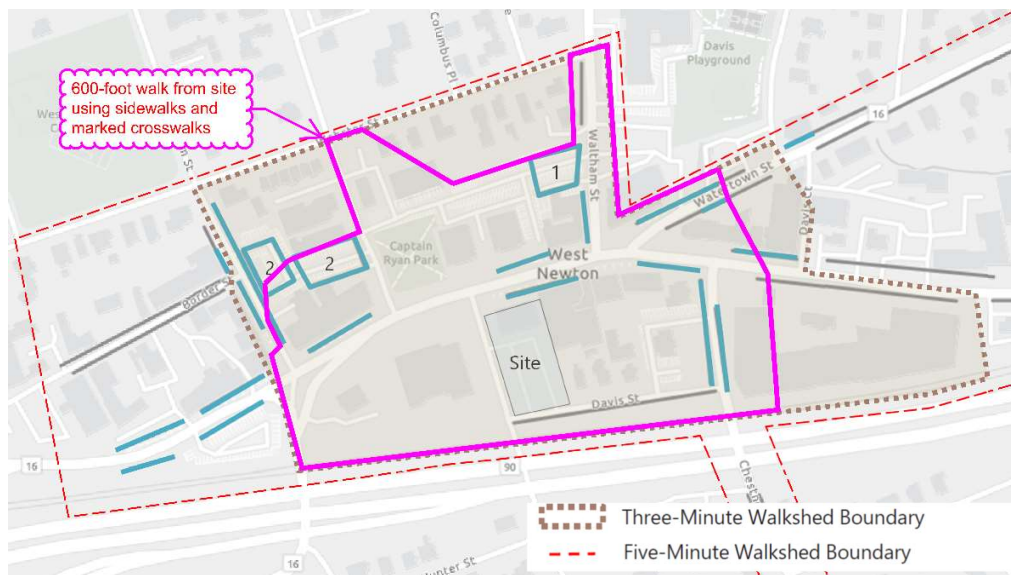 Columbus Pl
Davis
Playground
600-foot walk from site
using sidewalks and
marked crosswalks
16
Waltham St
1
Watertown St
Captain
Ryan Park
2
2
West
Newton
Border St
Site
Davis St
16
90
16
Three-Minute Walkshed Boundary
Five-Minute Walkshed Boundary